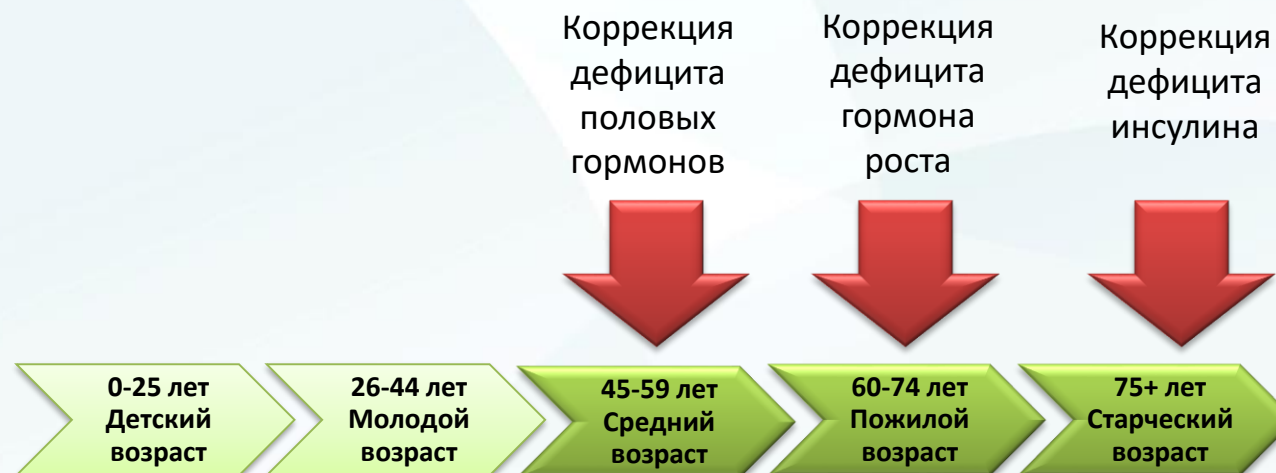 Коррекция
дефицита
половых
гормонов
Коррекция
дефицита
гормона
роста
Коррекция
дефицита
инсулина
0-25 лет
Детский
возраст
26-44 лет
Молодой
возраст
45-59 лет
Средний
возраст
60-74 лет
Пожилой
возраст
75+ лет
Старческий
возраст